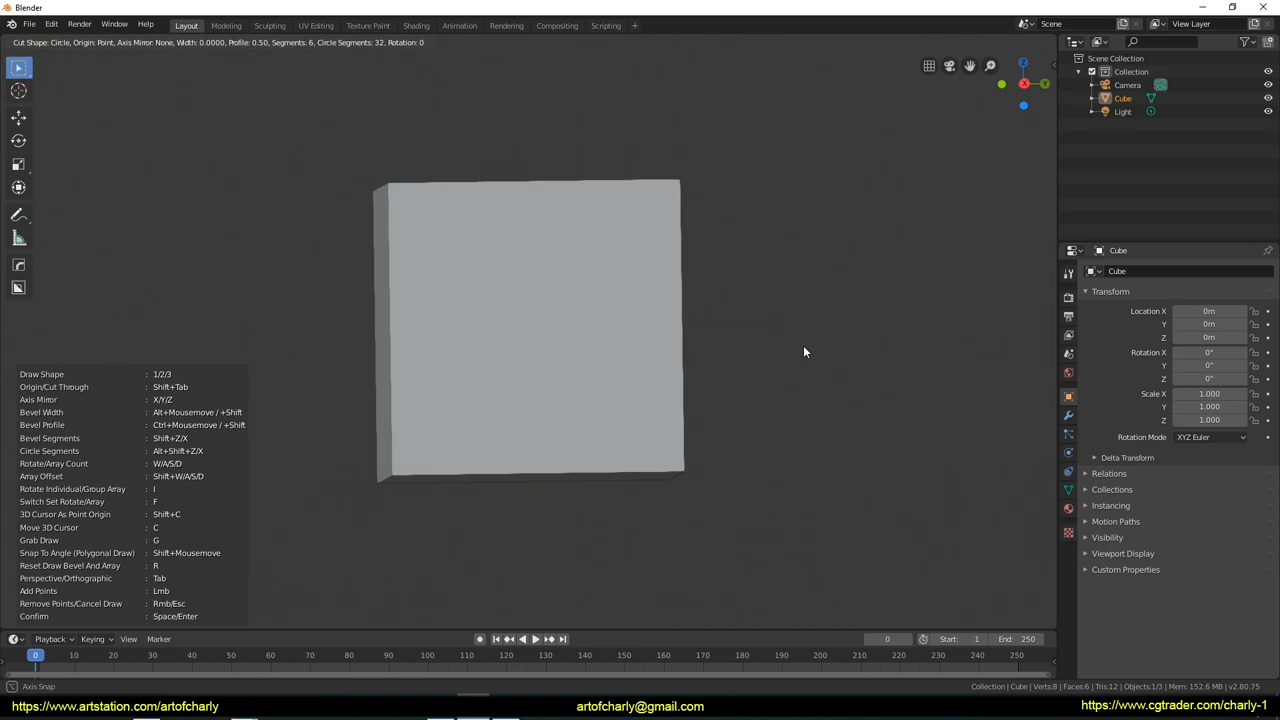 Blender
File Edit Render Window Help Layout Modeling Sculpting UV Editing Texture Paint Shading Animation Rendering Compositing Scripting + Scene View Layer
Cut Shape: Circle, Origin: Point, Axis Mirror: None, Width: 0.0000, Profile: 0.50, Segments: 6, Circle Segments: 32, Rotation: 0
Scene Collection
Collection
Camera
Cube
Light
Z
X
Y
Cube
Cube
Transform
Location X 0m
Y 0m
Z 0m
Rotation X 0°
Y 0°
Z 0°
Scale X 1.000
Y 1.000
Z 1.000
Rotation Mode XYZ Euler
Delta Transform
Relations
Collections
Instancing
Motion Paths
Visibility
Viewport Display
Custom Properties
Draw Shape : 1/2/3
Origin/Cut Through : Shift+Tab
Axis Mirror : X/Y/Z
Bevel Width : Alt+Mousemove / +Shift
Bevel Profile : Ctrl+Mousemove / +Shift
Bevel Segments : Shift+Z/X
Circle Segments : Alt+Shift+Z/X
Rotate/Array Count : W/A/S/D
Array Offset : Shift+W/A/S/D
Rotate Individual/Group Array : I
Switch Set Rotate/Array : F
3D Cursor As Point Origin : Shift+C
Move 3D Cursor : C
Grab Draw : G
Snap To Angle (Polygonal Draw) : Shift+Mousemove
Reset Draw Bevel And Array : R
Perspective/Orthographic : Tab
Add Points : Lmb
Remove Points/Cancel Draw : Rmb/Esc
Confirm : Space/Enter
Playback Keying View Marker 0 Start: 1 End: 250
0 10 20 30 40 50 60 70 80 90 100 110 120 130 140 150 160 170 180 190 200 210 220 230 240 250
Axis Snap Collection | Cube | Verts:8 | Faces:6 | Tris:12 | Objects:1/3 | Mem: 152.6 MB | v2.80.75
https://www.artstation.com/artofcharly artofcharly@gmail.com https://www.cgtrader.com/charly-1